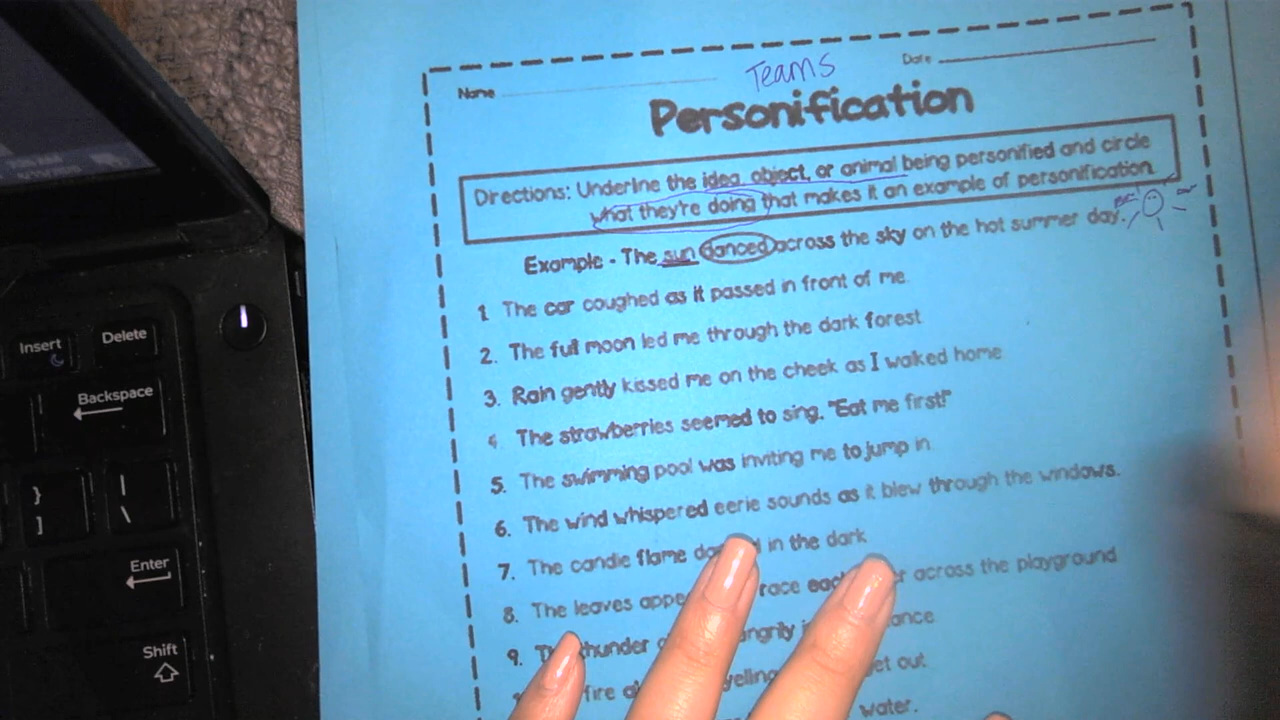 Insert
Delete
Backspace
}
]
|
\
Enter
Shift
Name
Teams
Date
Personification
Directions: Underline the idea, object, or animal being personified and circle
what they're doing that makes it an example of personification.
Example - The sun danced across the sky on the hot summer day.
1. The car coughed as it passed in front of me.
2. The full moon led me through the dark forest.
3. Rain gently kissed me on the cheek as I walked home.
4. The strawberries seemed to sing, "Eat me first!"
5. The swimming pool was inviting me to jump in.
6. The wind whispered eerie sounds as it blew through the windows.
7. The candle flame in the dark.
8. The leaves race across the playground.
9. thunder
fire get out.
water.